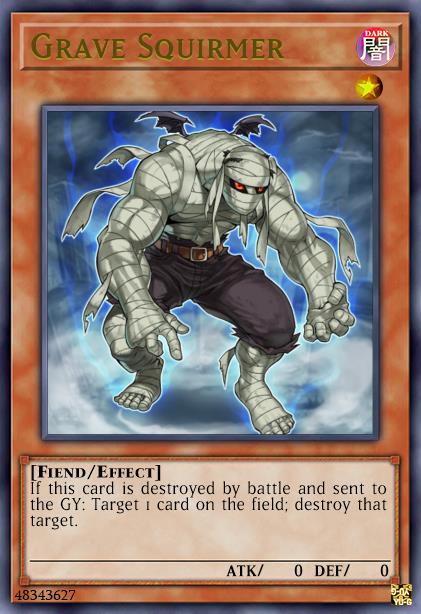 Grave Squirmer
DARK
闇
[Fiend/Effect]
If this card is destroyed by battle and sent to
the GY: Target 1 card on the field; destroy that
target.
ATK/ 0 DEF/ 0
48343627